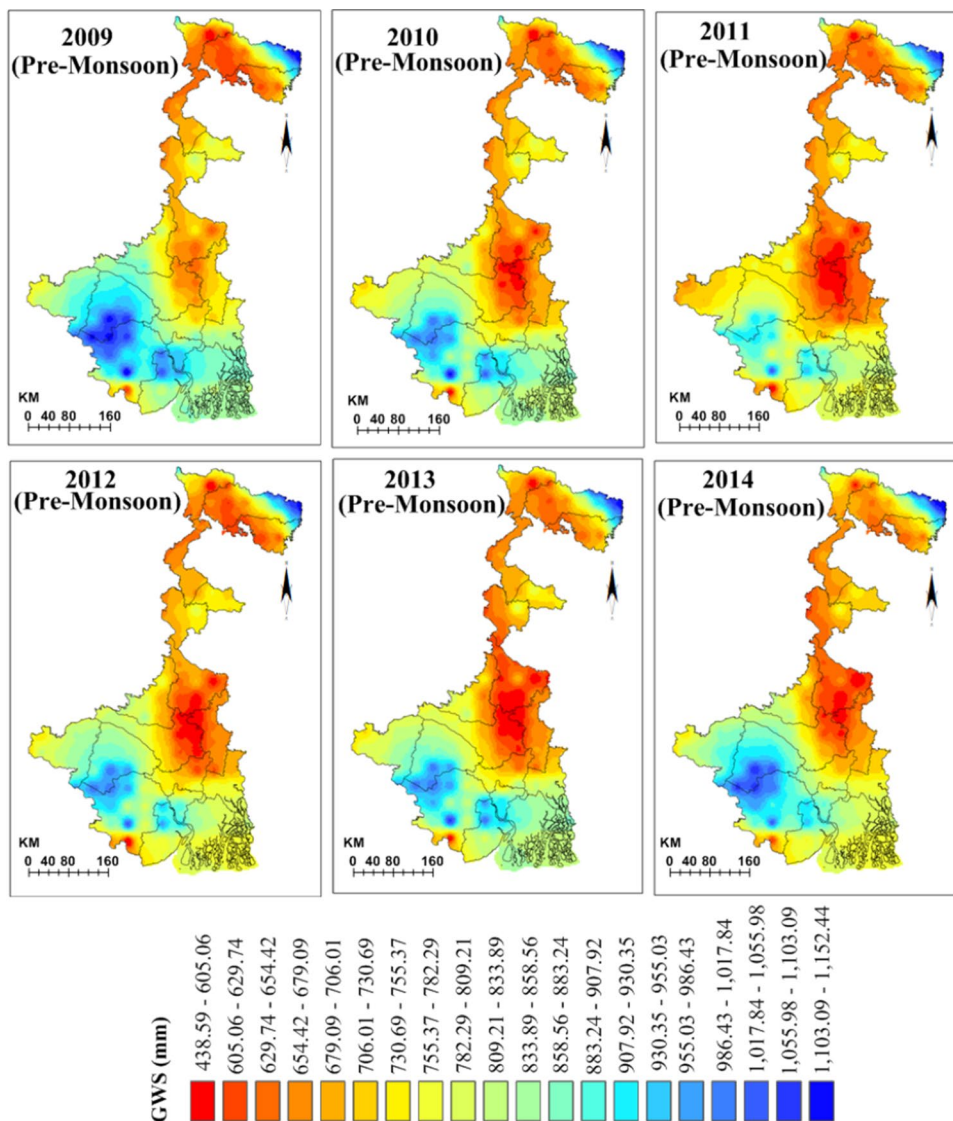 2009
(Pre-Monsoon)
KM
0 40 80 160
2010
(Pre-Monsoon)
KM
0 40 80 160
2011
(Pre-Monsoon)
KM
0 40 80 160
2012
(Pre-Monsoon)
KM
0 40 80 160
2013
(Pre-Monsoon)
KM
0 40 80 160
2014
(Pre-Monsoon)
KM
0 40 80 160
GWS (mm)
438.59 - 605.06
605.06 - 629.74
629.74 - 654.42
654.42 - 679.09
679.09 - 706.01
706.01 - 730.69
730.69 - 755.37
755.37 - 782.29
782.29 - 809.21
809.21 - 833.89
833.89 - 858.56
858.56 - 883.24
883.24 - 907.92
907.92 - 930.35
930.35 - 955.03
955.03 - 986.43
986.43 - 1,017.84
1,017.84 - 1,055.98
1,055.98 - 1,103.09
1,103.09 - 1,152.44